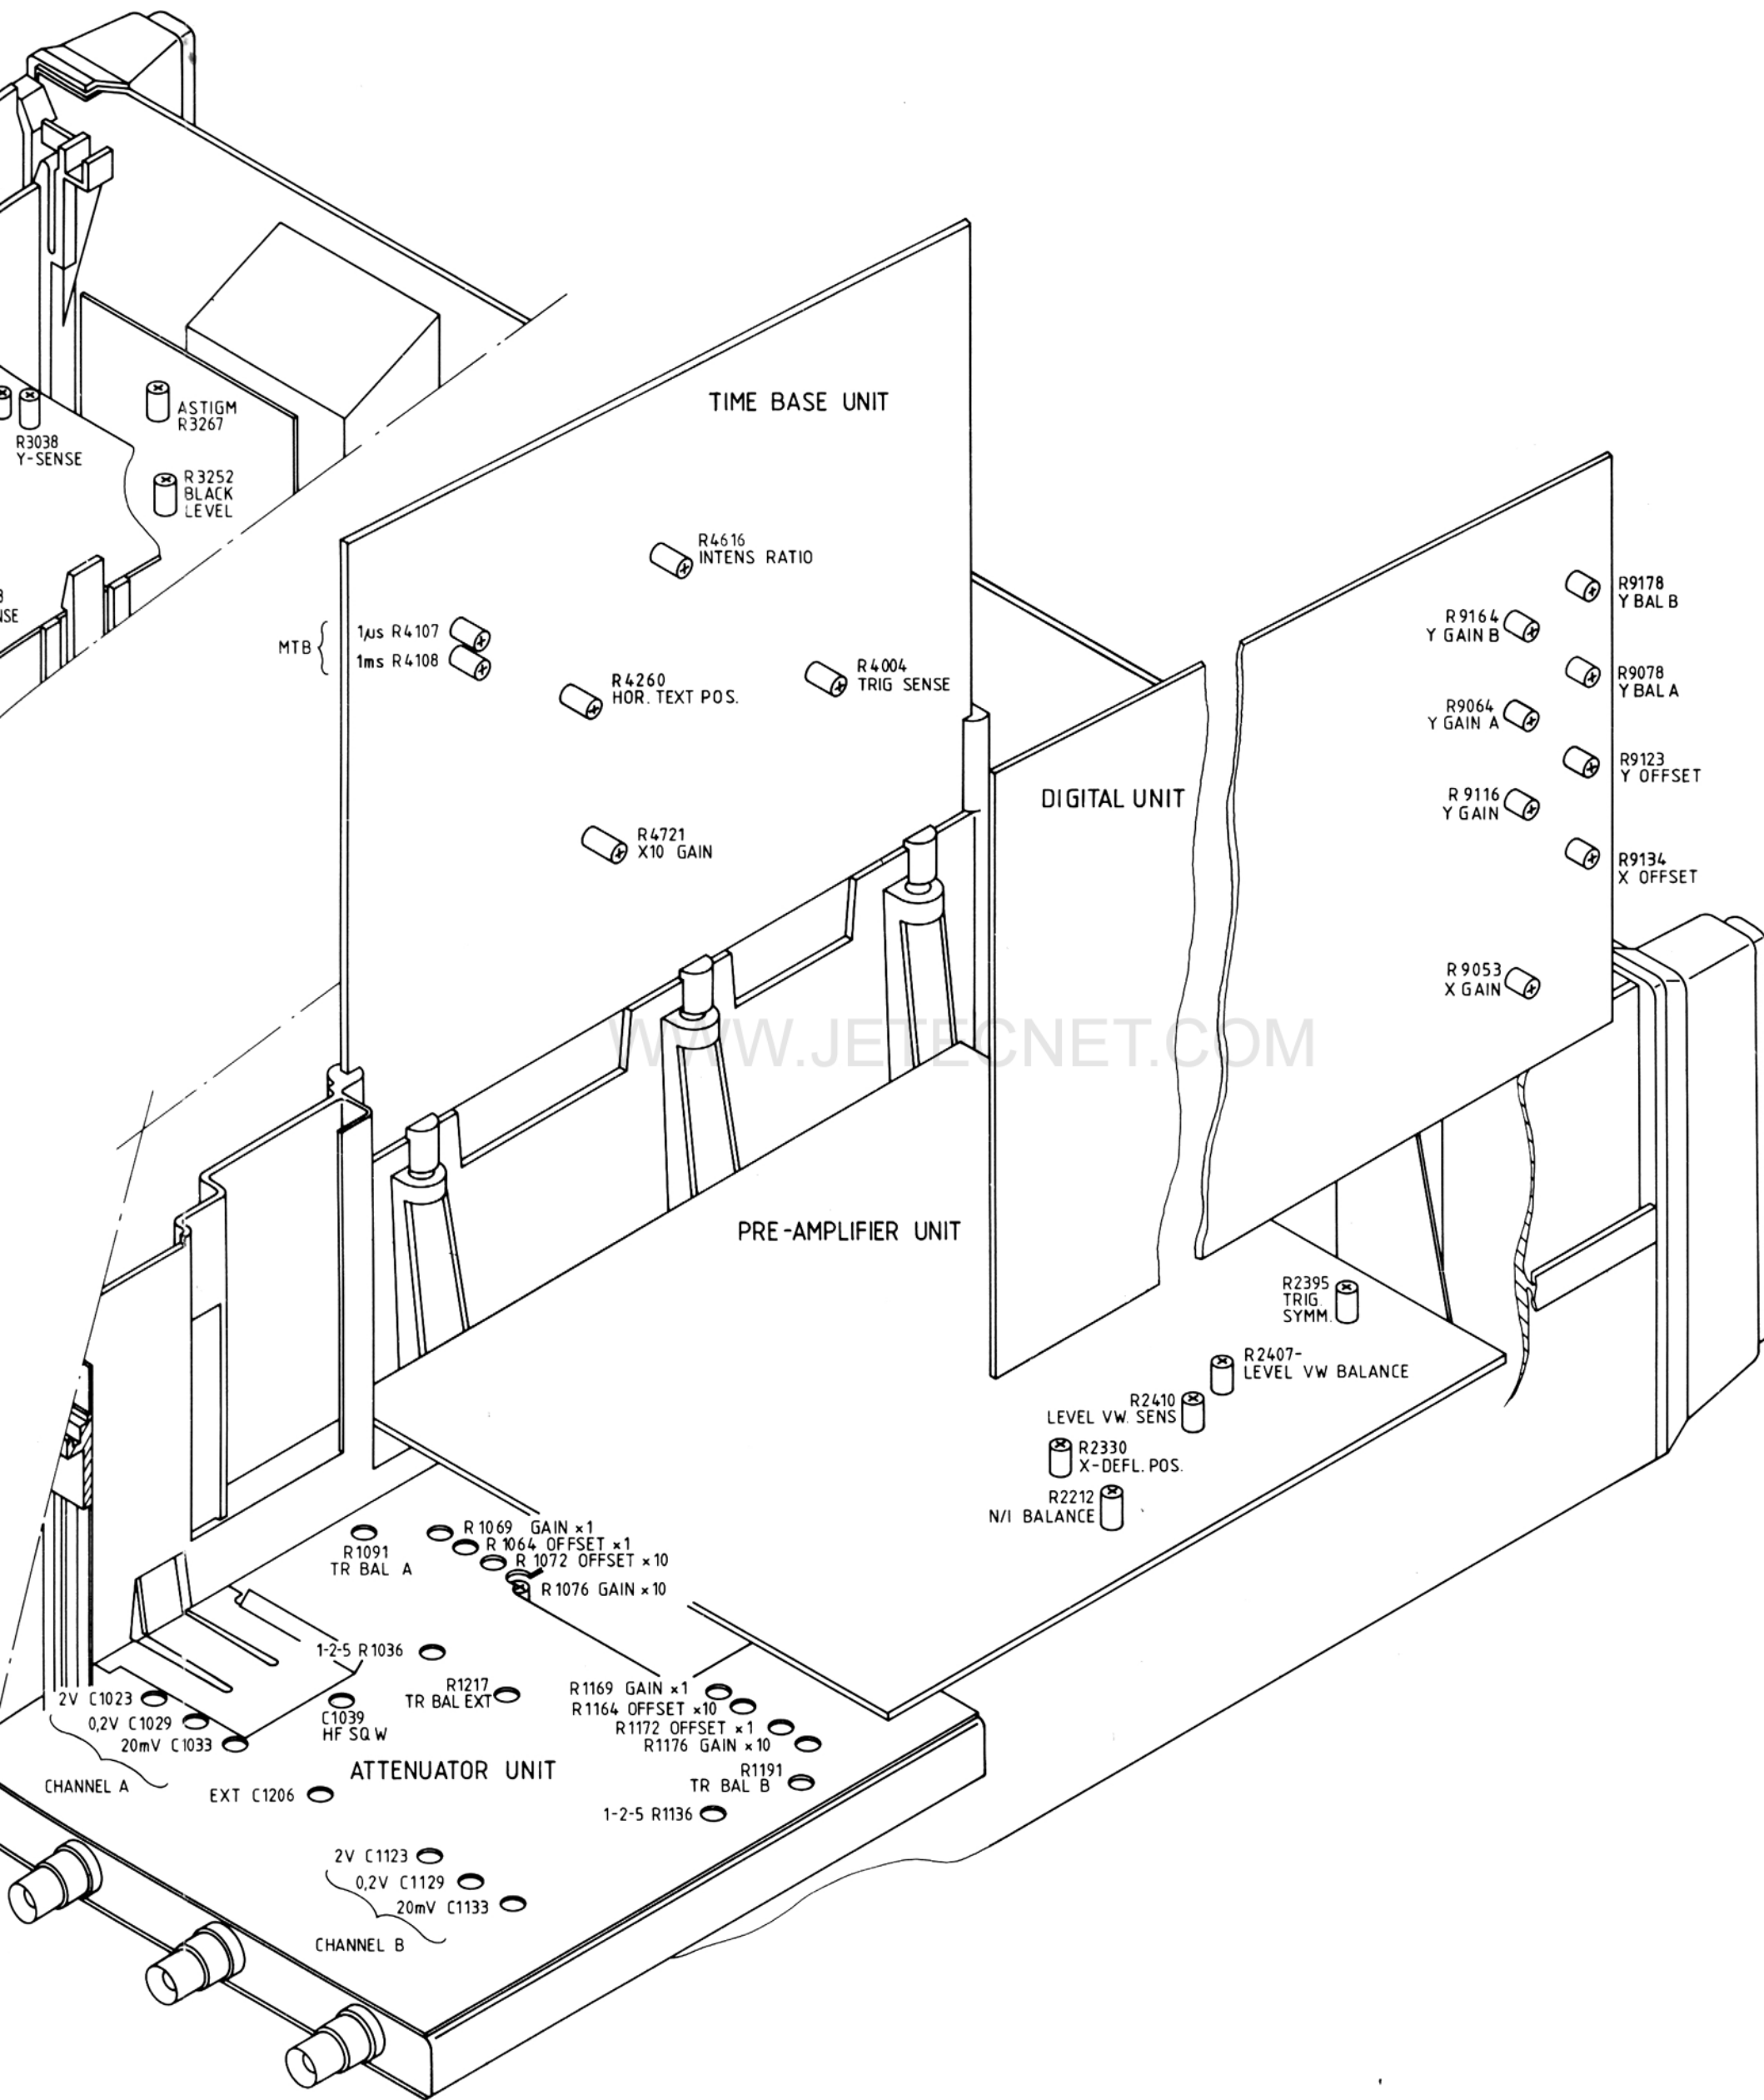 TIME BASE UNIT
ASTIGM
R3267
R3038
Y-SENSE
R3252
BLACK
LEVEL
R4616
INTENS RATIO
MTB
1µs R4107
1ms R4108
R4260
HOR. TEXT POS.
R4004
TRIG SENSE
R4721
X10 GAIN
DIGITAL UNIT
R9178
Y BAL B
R9164
Y GAIN B
R9078
Y BAL A
R9064
Y GAIN A
R9123
Y OFFSET
R9116
Y GAIN
R9134
X OFFSET
R9053
X GAIN
WWW.JETECNET.COM
PRE-AMPLIFIER UNIT
R2395
TRIG.
SYMM.
R2407-
LEVEL VW BALANCE
R2410
LEVEL VW. SENS
R2330
X-DEFL. POS.
R2212
N/I BALANCE
R1069 GAIN ×1
R1064 OFFSET ×1
R1072 OFFSET ×10
R1076 GAIN ×10
R1091
TR BAL A
1-2-5 R1036
R1217
TR BAL EXT
2V C1023
0,2V C1029
20mV C1033
CHANNEL A
C1039
HF SQ W
R1169 GAIN ×1
R1164 OFFSET ×10
R1172 OFFSET ×1
R1176 GAIN ×10
R1191
TR BAL B
1-2-5 R1136
ATTENUATOR UNIT
EXT C1206
2V C1123
0,2V C1129
20mV C1133
CHANNEL B